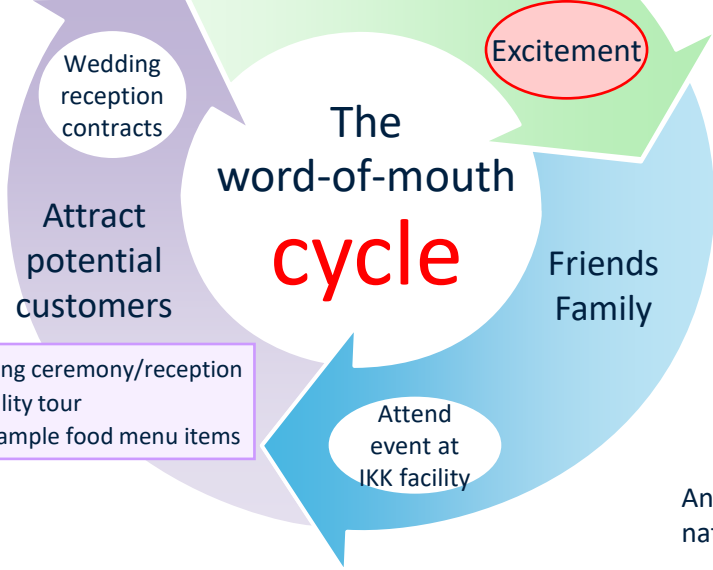 Excitement
Wedding
reception
contracts
The
word-of-mouth
cycle
Attract
potential
customers
Friends
Family
ng ceremony/reception
lity tour
ample food menu items
Attend
event at
IKK facility
An
nat